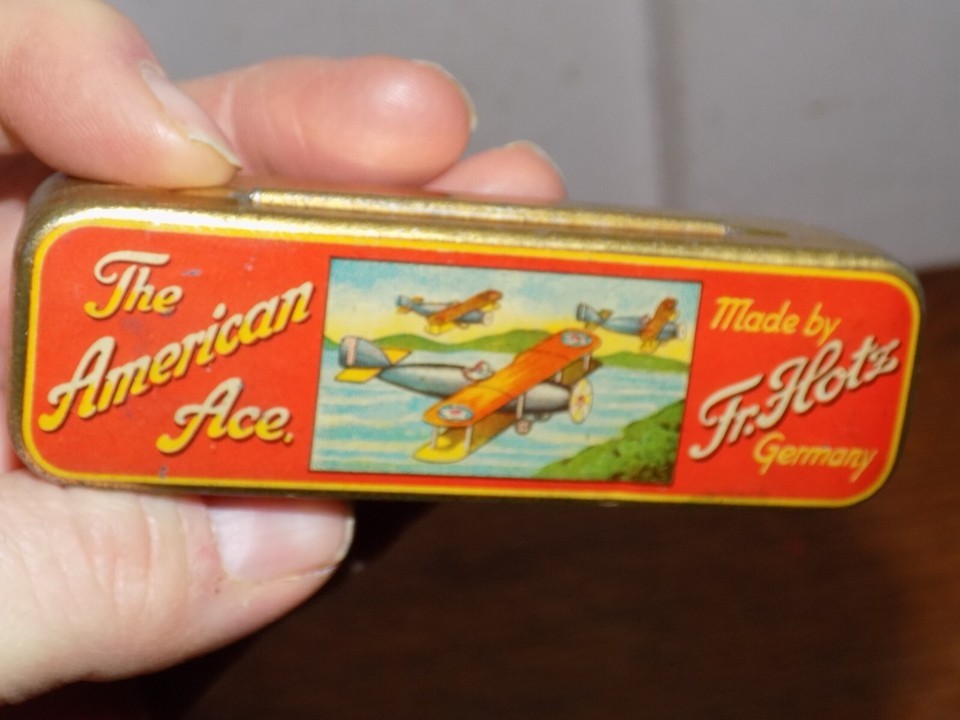 The
American
Ace.
Made by
Fr. Hotz
Germany